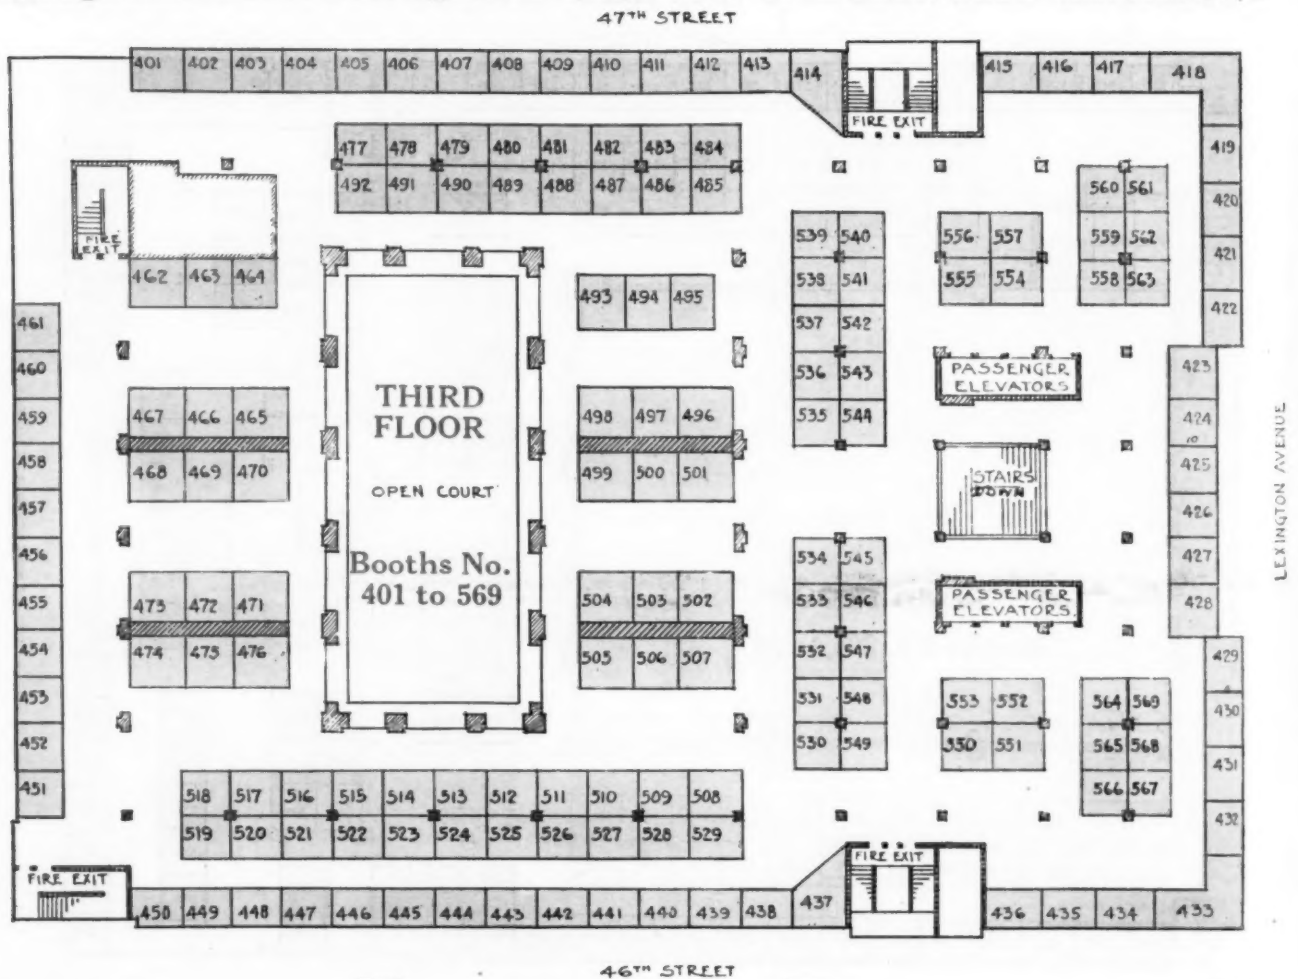 47TH STREET
401 402 403 404 405 406 407 408 409 410 411 412 413 414
FIRE EXIT
415 416 417 418
419
420
421
422
423
424
10
425
426
427
428
429
430
431
432
LEXINGTON AVENUE
477 478 479 480 481 482 483 484
492 491 490 489 488 487 486 485
FIRE
EXIT
462 463 464
461
460
459
458
457
456
455
454
453
452
451
467 466 465
468 469 470
473 472 471
474 475 476
THIRD
FLOOR
OPEN COURT
Booths No.
401 to 569
493 494 495
498 497 496
499 500 501
504 503 502
505 506 507
539 540
538 541
537 542
536 543
535 544
534 545
533 546
532 547
531 548
530 549
556 557
555 554
560 561
559 562
558 563
PASSENGER
ELEVATORS
STAIRS
DOWN
PASSENGER
ELEVATORS.
553 552
550 551
564 569
565 568
566 567
518 517 516 515 514 513 512 511 510 509 508
519 520 521 522 523 524 525 526 527 528 529
FIRE EXIT
FIRE EXIT
450 449 448 447 446 445 444 443 442 441 440 439 438 437
436 435 434 433
46TH STREET